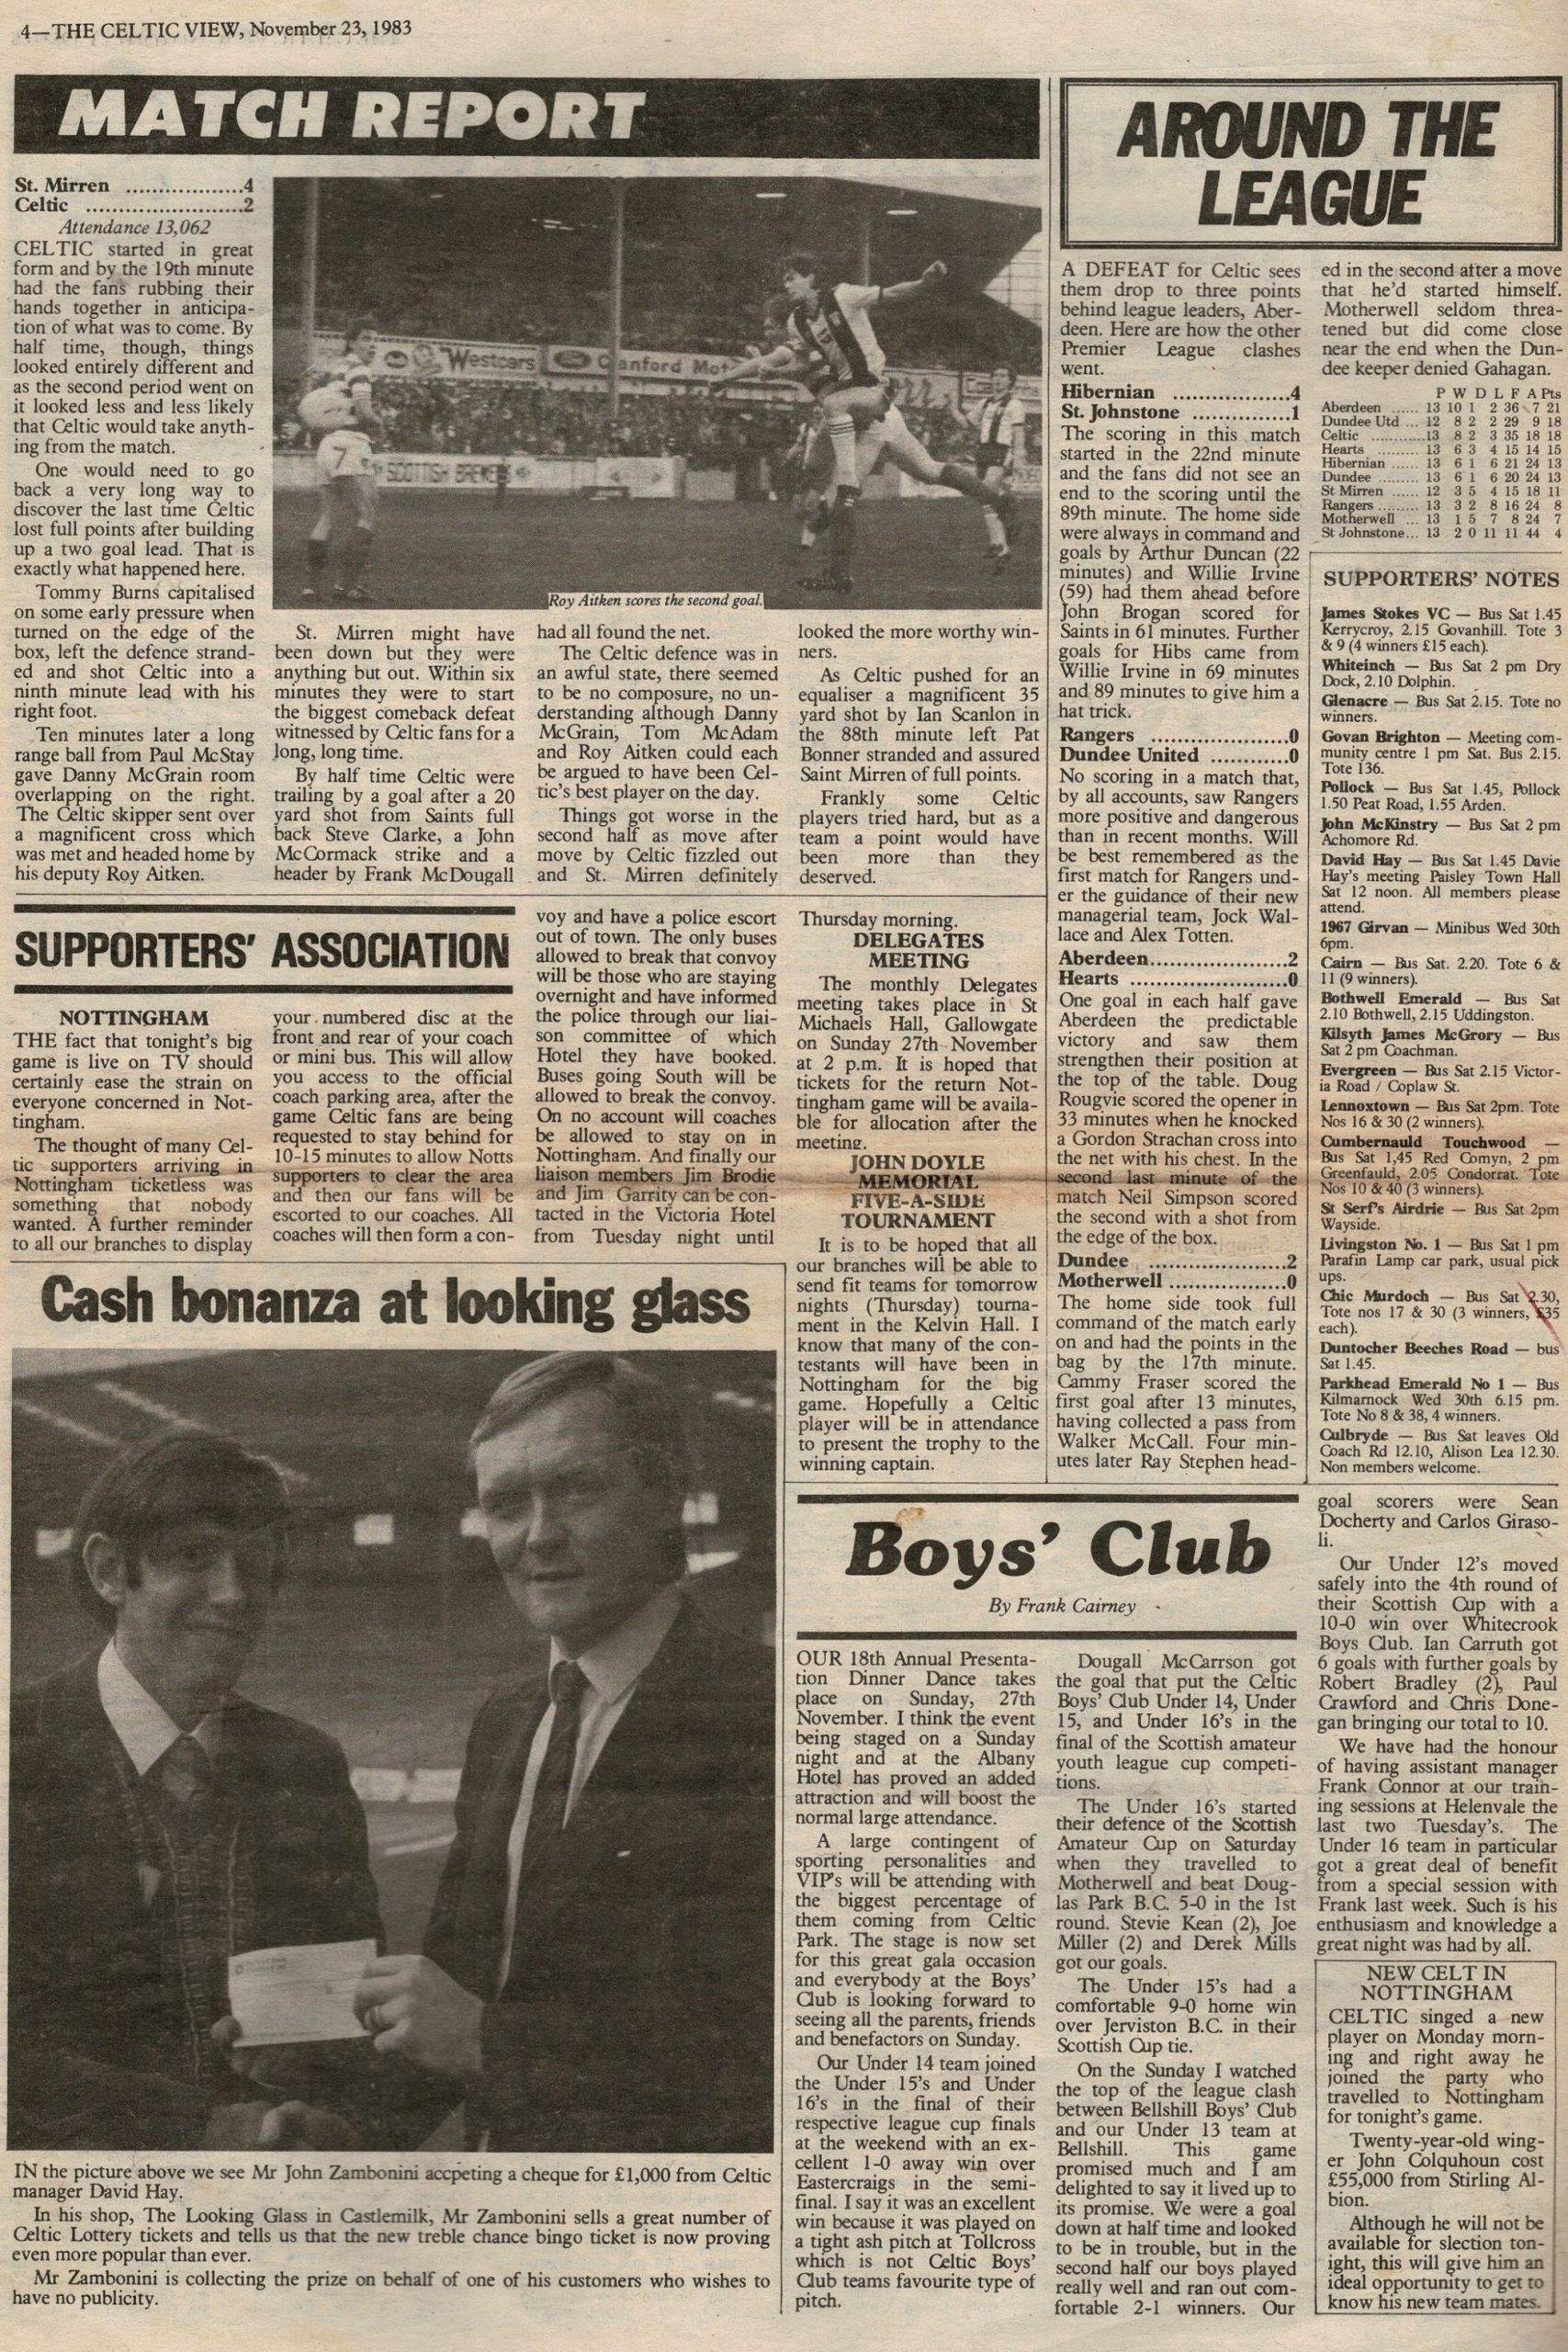 4—THE CELTIC VIEW, November 23, 1983
MATCH REPORT
St. Mirren ..................4
Celtic ........................2
Attendance 13,062
CELTIC started in great
form and by the 19th minute
had the fans rubbing their
hands together in anticipa-
tion of what was to come. By
half time, though, things
looked entirely different and
as the second period went on
it looked less and less likely
that Celtic would take anyth-
ing from the match.
One would need to go
back a very long way to
discover the last time Celtic
lost full points after building
up a two goal lead. That is
exactly what happened here.
Tommy Burns capitalised
on some early pressure when
turned on the edge of the
box, left the defence strand-
ed and shot Celtic into a
ninth minute lead with his
right foot.
Ten minutes later a long
range ball from Paul McStay
gave Danny McGrain room
overlapping on the right.
The Celtic skipper sent over
a magnificent cross which
was met and headed home by
his deputy Roy Aitken.
Westcars
Ford
Cranford Mot
SCOTTISH BREWERS
7
Roy Aitken scores the second goal.
St. Mirren might have
been down but they were
anything but out. Within six
minutes they were to start
the biggest comeback defeat
witnessed by Celtic fans for a
long, long time.
By half time Celtic were
trailing by a goal after a 20
yard shot from Saints full
back Steve Clarke, a John
McCormack strike and a
header by Frank McDougall
had all found the net.
The Celtic defence was in
an awful state, there seemed
to be no composure, no un-
derstanding although Danny
McGrain, Tom McAdam
and Roy Aitken could each
be argued to have been Cel-
tic's best player on the day.
Things got worse in the
second half as move after
move by Celtic fizzled out
and St. Mirren definitely
looked the more worthy win-
ners.
As Celtic pushed for an
equaliser a magnificent 35
yard shot by Ian Scanlon in
the 88th minute left Pat
Bonner stranded and assured
Saint Mirren of full points.
Frankly some Celtic
players tried hard, but as a
team a point would have
been more than they
deserved.
SUPPORTERS' ASSOCIATION
NOTTINGHAM
THE fact that tonight's big
game is live on TV should
certainly ease the strain on
everyone concerned in Not-
tingham.
The thought of many Cel-
tic supporters arriving in
Nottingham ticketless was
something that nobody
wanted. A further reminder
to all our branches to display
your numbered disc at the
front and rear of your coach
or mini bus. This will allow
you access to the official
coach parking area, after the
game Celtic fans are being
requested to stay behind for
10-15 minutes to allow Notts
supporters to clear the area
and then our fans will be
escorted to our coaches. All
coaches will then form a con-
voy and have a police escort
out of town. The only buses
allowed to break that convoy
will be those who are staying
overnight and have informed
the police through our liai-
son committee of which
Hotel they have booked.
Buses going South will be
allowed to break the convoy.
On no account will coaches
be allowed to stay on in
Nottingham. And finally our
liaison members Jim Brodie
and Jim Garrity can be con-
tacted in the Victoria Hotel
from Tuesday night until
Thursday morning.
DELEGATES
MEETING
The monthly Delegates
meeting takes place in St
Michaels Hall, Gallowgate
on Sunday 27th November
at 2 p.m. It is hoped that
tickets for the return Not-
tingham game will be availa-
ble for allocation after the
meeting.
JOHN DOYLE
MEMORIAL
FIVE-A-SIDE
TOURNAMENT
It is to be hoped that all
our branches will be able to
send fit teams for tomorrow
nights (Thursday) tourna-
ment in the Kelvin Hall. I
know that many of the con-
testants will have been in
Nottingham for the big
game. Hopefully a Celtic
player will be in attendance
to present the trophy to the
winning captain.
AROUND THE
LEAGUE
A DEFEAT for Celtic sees
them drop to three points
behind league leaders, Aber-
deen. Here are how the other
Premier League clashes
went.
Hibernian ..................4
St. Johnstone ...............1
The scoring in this match
started in the 22nd minute
and the fans did not see an
end to the scoring until the
89th minute. The home side
were always in command and
goals by Arthur Duncan (22
minutes) and Willie Irvine
(59) had them ahead before
John Brogan scored for
Saints in 61 minutes. Further
goals for Hibs came from
Willie Irvine in 69 minutes
and 89 minutes to give him a
hat trick.
Rangers .....................0
Dundee United ............0
No scoring in a match that,
by all accounts, saw Rangers
more positive and dangerous
than in recent months. Will
be best remembered as the
first match for Rangers und-
er the guidance of their new
managerial team, Jock Wal-
lace and Alex Totten.
Aberdeen.....................2
Hearts ........................0
One goal in each half gave
Aberdeen the predictable
victory and saw them
strengthen their position at
the top of the table. Doug
Rougvie scored the opener in
33 minutes when he knocked
a Gordon Strachan cross into
the net with his chest. In the
second last minute of the
match Neil Simpson scored
the second with a shot from
the edge of the box.
Dundee .....................2
Motherwell ..................0
The home side took full
command of the match early
on and had the points in the
bag by the 17th minute.
Cammy Fraser scored the
first goal after 13 minutes,
having collected a pass from
Walker McCall. Four min-
utes later Ray Stephen head-
ed in the second after a move
that he'd started himself.
Motherwell seldom threa-
tened but did come close
near the end when the Dun-
dee keeper denied Gahagan.
P W D L F A Pts
Aberdeen ...... 13 10 1 2 36 7 21
Dundee Utd ... 12 8 2 2 29 9 18
Celtic ............13 8 2 3 35 18 18
Hearts ......... 13 6 3 4 15 14 15
Hibernian ...... 13 6 1 6 21 24 13
Dundee ......... 13 6 1 6 20 24 13
St Mirren ...... 12 3 5 4 15 18 11
Rangers ......... 13 3 2 8 16 24 8
Motherwell ... 13 1 5 7 8 24 7
St Johnstone... 13 2 0 11 11 44 4
SUPPORTERS' NOTES
James Stokes VC — Bus Sat 1.45
Kerrycroy, 2.15 Govanhill. Tote 3
& 9 (4 winners £15 each).
Whiteinch — Bus Sat 2 pm Dry
Dock, 2.10 Dolphin.
Glenacre — Bus Sat 2.15. Tote no
winners.
Govan Brighton — Meeting com-
munity centre 1 pm Sat. Bus 2.15.
Tote 136.
Pollock — Bus Sat 1.45, Pollock
1.50 Peat Road, 1.55 Arden.
John McKinstry — Bus Sat 2 pm
Achomore Rd.
David Hay — Bus Sat 1.45 Davie
Hay's meeting Paisley Town Hall
Sat 12 noon. All members please
attend.
1967 Girvan — Minibus Wed 30th
6pm.
Cairn — Bus Sat. 2.20. Tote 6 &
11 (9 winners).
Bothwell Emerald — Bus Sat
2.10 Bothwell, 2.15 Uddingston.
Kilsyth James McGrory — Bus
Sat 2 pm Coachman.
Evergreen — Bus Sat 2.15 Victor-
ia Road / Coplaw St.
Lennoxtown — Bus Sat 2pm. Tote
Nos 16 & 30 (2 winners).
Cumbernauld Touchwood —
Bus Sat 1,45 Red Comyn, 2 pm
Greenfauld, 2.05 Condorrat. Tote
Nos 10 & 40 (3 winners).
St Serf's Airdrie — Bus Sat 2pm
Wayside.
Livingston No. 1 — Bus Sat 1 pm
Parafin Lamp car park, usual pick
ups.
Chic Murdoch — Bus Sat 2.30,
Tote nos 17 & 30 (3 winners, £35
each).
Duntocher Beeches Road — bus
Sat 1.45.
Parkhead Emerald No 1 — Bus
Kilmarnock Wed 30th 6.15 pm.
Tote No 8 & 38, 4 winners.
Culbryde — Bus Sat leaves Old
Coach Rd 12.10, Alison Lea 12.30.
Non members welcome.
Cash bonanza at looking glass
IN the picture above we see Mr John Zambonini accpeting a cheque for £1,000 from Celtic
manager David Hay.
In his shop, The Looking Glass in Castlemilk, Mr Zambonini sells a great number of
Celtic Lottery tickets and tells us that the new treble chance bingo ticket is now proving
even more popular than ever.
Mr Zambonini is collecting the prize on behalf of one of his customers who wishes to
have no publicity.
Boys' Club
By Frank Cairney
OUR 18th Annual Presenta-
tion Dinner Dance takes
place on Sunday, 27th
November. I think the event
being staged on a Sunday
night and at the Albany
Hotel has proved an added
attraction and will boost the
normal large attendance.
A large contingent of
sporting personalities and
VIP's will be attending with
the biggest percentage of
them coming from Celtic
Park. The stage is now set
for this great gala occasion
and everybody at the Boys'
Club is looking forward to
seeing all the parents, friends
and benefactors on Sunday.
Our Under 14 team joined
the Under 15's and Under
16's in the final of their
respective league cup finals
at the weekend with an ex-
cellent 1-0 away win over
Eastercraigs in the semi-
final. I say it was an excellent
win because it was played on
a tight ash pitch at Tollcross
which is not Celtic Boys'
Club teams favourite type of
pitch.
Dougall McCarrson got
the goal that put the Celtic
Boys' Club Under 14, Under
15, and Under 16's in the
final of the Scottish amateur
youth league cup competi-
tions.
The Under 16's started
their defence of the Scottish
Amateur Cup on Saturday
when they travelled to
Motherwell and beat Doug-
las Park B.C. 5-0 in the 1st
round. Stevie Kean (2), Joe
Miller (2) and Derek Mills
got our goals.
The Under 15's had a
comfortable 9-0 home win
over Jerviston B.C. in their
Scottish Cup tie.
On the Sunday I watched
the top of the league clash
between Bellshill Boys' Club
and our Under 13 team at
Bellshill. This game
promised much and I am
delighted to say it lived up to
its promise. We were a goal
down at half time and looked
to be in trouble, but in the
second half our boys played
really well and ran out com-
fortable 2-1 winners. Our
goal scorers were Sean
Docherty and Carlos Giraso-
li.
Our Under 12's moved
safely into the 4th round of
their Scottish Cup with a
10-0 win over Whitecrook
Boys Club. Ian Carruth got
6 goals with further goals by
Robert Bradley (2), Paul
Crawford and Chris Done-
gan bringing our total to 10.
We have had the honour
of having assistant manager
Frank Connor at our train-
ing sessions at Helenvale the
last two Tuesday's. The
Under 16 team in particular
got a great deal of benefit
from a special session with
Frank last week. Such is his
enthusiasm and knowledge a
great night was had by all.
NEW CELT IN
NOTTINGHAM
CELTIC singed a new
player on Monday morn-
ing and right away he
joined the party who
travelled to Nottingham
for tonight's game.
Twenty-year-old wing-
er John Colquhoun cost
£55,000 from Stirling Al-
bion.
Although he will not be
available for slection ton-
ight, this will give him an
ideal opportunity to get to
know his new team mates.